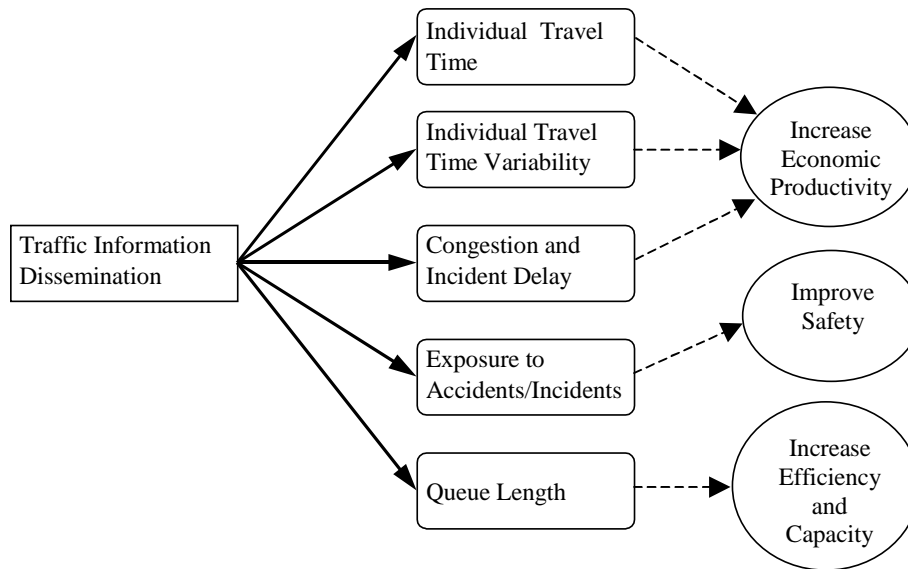 Individual Travel
Time
Individual Travel
Time Variability
Increase
Economic
Productivity
Traffic Information
Dissemination
Congestion and
Incident Delay
Improve
Safety
Exposure to
Accidents/Incidents
Queue Length
Increase
Efficiency
and
Capacity